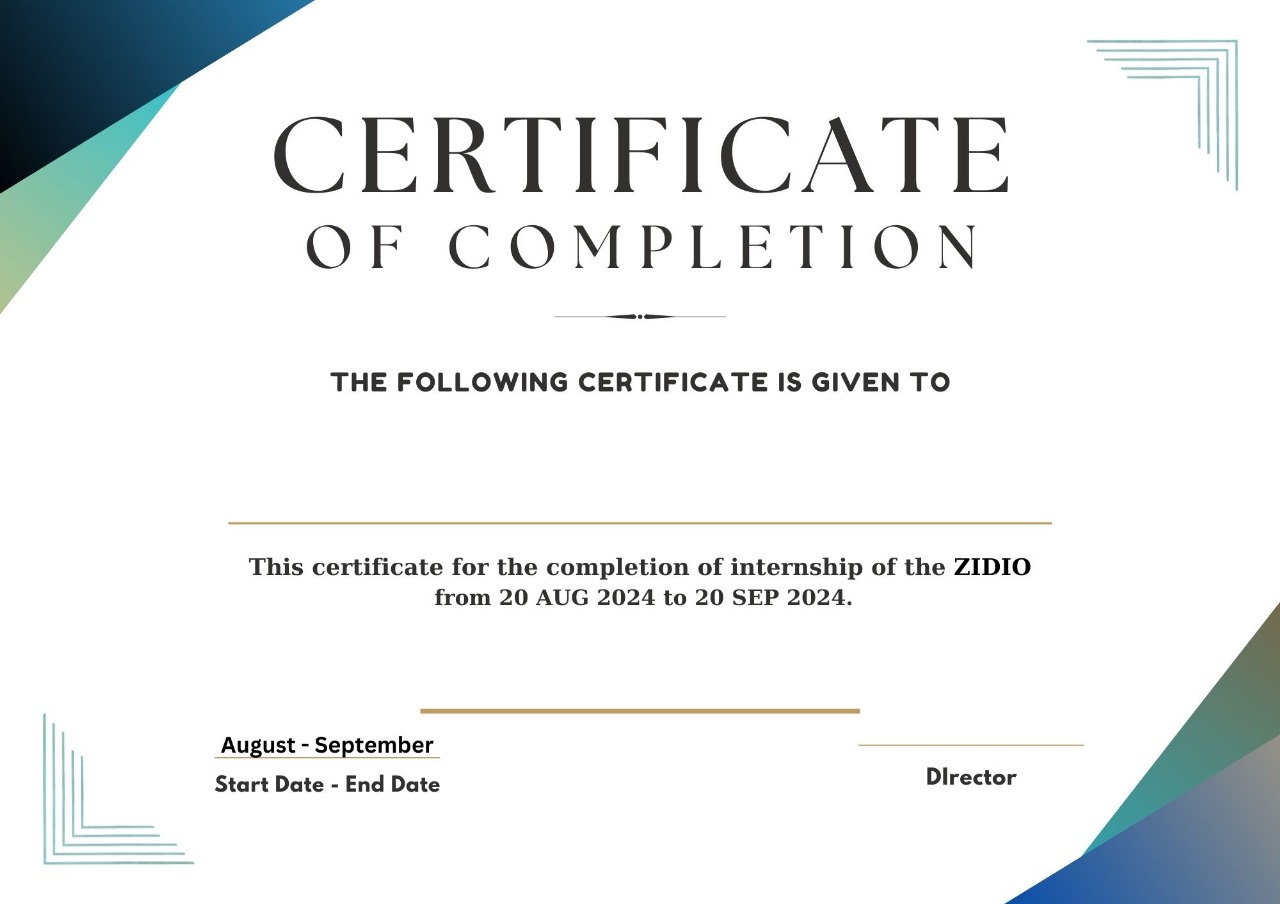 CERTIFICATE
OF COMPLETION
THE FOLLOWING CERTIFICATE IS GIVEN TO
This certificate for the completion of internship of the ZIDIO
from 20 AUG 2024 to 20 SEP 2024.
August - September
Start Date - End Date
DIrector